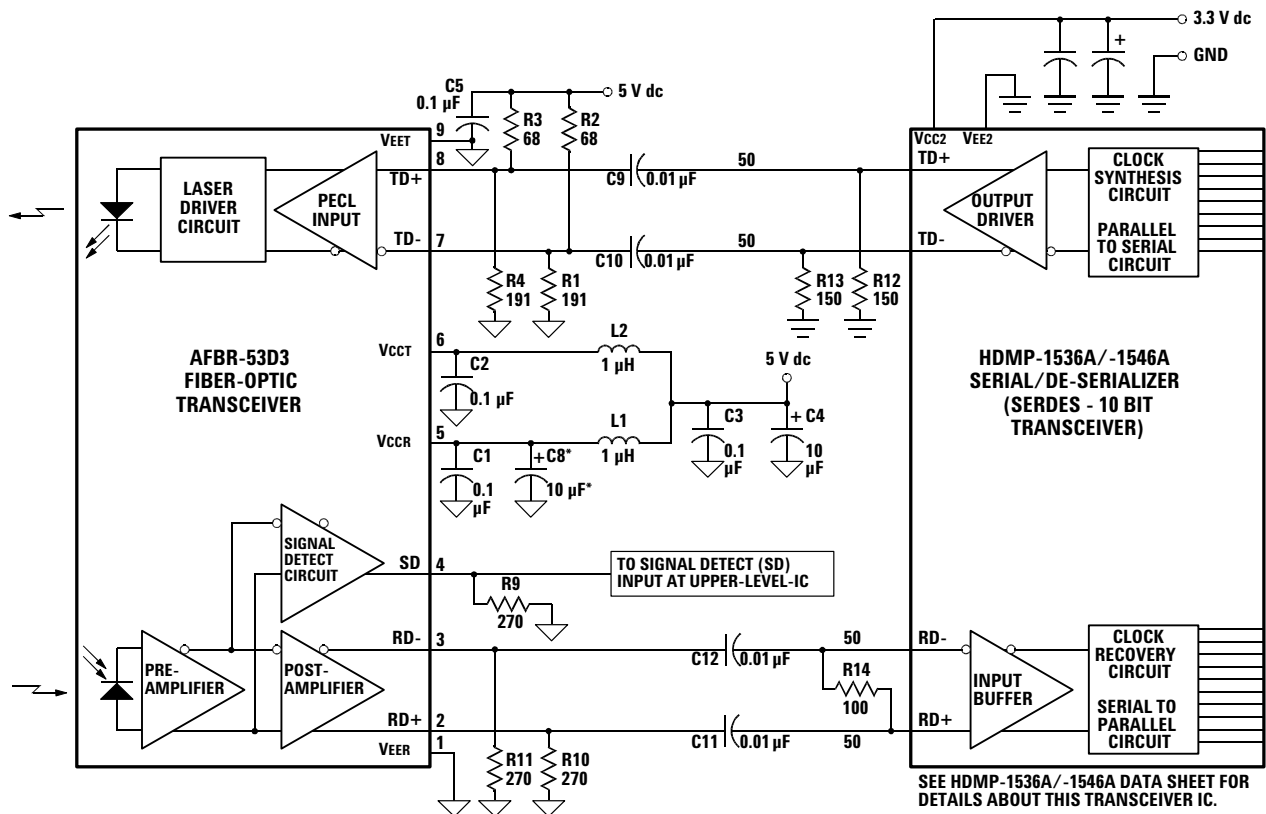 3.3 V dc
GND
C5
0.1 µF
5 V dc
R3
68
R2
68
9
VEET
VCC2
VEE2
8
TD+
50
C9
0.01 µF
TD+
LASER
DRIVER
CIRCUIT
PECL
INPUT
OUTPUT
DRIVER
CLOCK
SYNTHESIS
CIRCUIT
PARALLEL
TO SERIAL
CIRCUIT
TD-
7
50
C10
0.01 µF
TD-
R4
191
R1
191
R13
150
R12
150
AFBR-53D3
FIBER-OPTIC
TRANSCEIVER
VCCT
6
L2
1 µH
C2
0.1 µF
5 V dc
HDMP-1536A/-1546A
SERIAL/DE-SERIALIZER
(SERDES - 10 BIT
TRANSCEIVER)
VCCR
5
L1
1 µH
C1
0.1
µF
+
C8*
10 µF*
C3
0.1
µF
+
C4
10
µF
+
SIGNAL
DETECT
CIRCUIT
SD
4
TO SIGNAL DETECT (SD)
INPUT AT UPPER-LEVEL-IC
R9
270
PRE-
AMPLIFIER
POST-
AMPLIFIER
RD-
3
C12
0.01 µF
50
RD-
R14
100
INPUT
BUFFER
CLOCK
RECOVERY
CIRCUIT
SERIAL TO
PARALLEL
CIRCUIT
RD+
2
C11
0.01 µF
50
RD+
VEER
1
R11
270
R10
270
SEE HDMP-1536A/-1546A DATA SHEET FOR
DETAILS ABOUT THIS TRANSCEIVER IC.